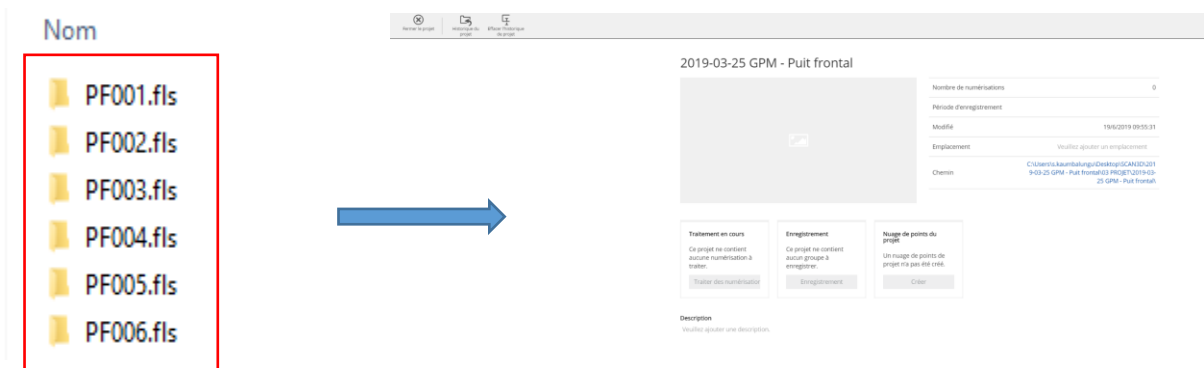 Nom
PF001.fls
PF002.fls
PF003.fls
PF004.fls
PF005.fls
PF006.fls
Fermer le projet
Historique du
projet
Effacer l'historique
du projet
2019-03-25 GPM - Puit frontal
Nombre de numérisations 0
Période d'enregistrement
Modifié 19/6/2019 09:55:31
Emplacement Veuillez ajouter un emplacement
Chemin C:\Users\s.kaumbalungu\Desktop\SCAN3D\201
9-03-25 GPM - Puit frontal\03 PROJET\2019-03-
25 GPM - Puit frontal\
Traitement en cours
Ce projet ne contient
aucune numérisation à
traiter.
Traiter des numérisation
Enregistrement
Ce projet ne contient
aucun groupe à
enregistrer.
Enregistrement
Nuage de points du
projet
Un nuage de points de
projet n'a pas été créé.
Créer
Description
Veuillez ajouter une description.